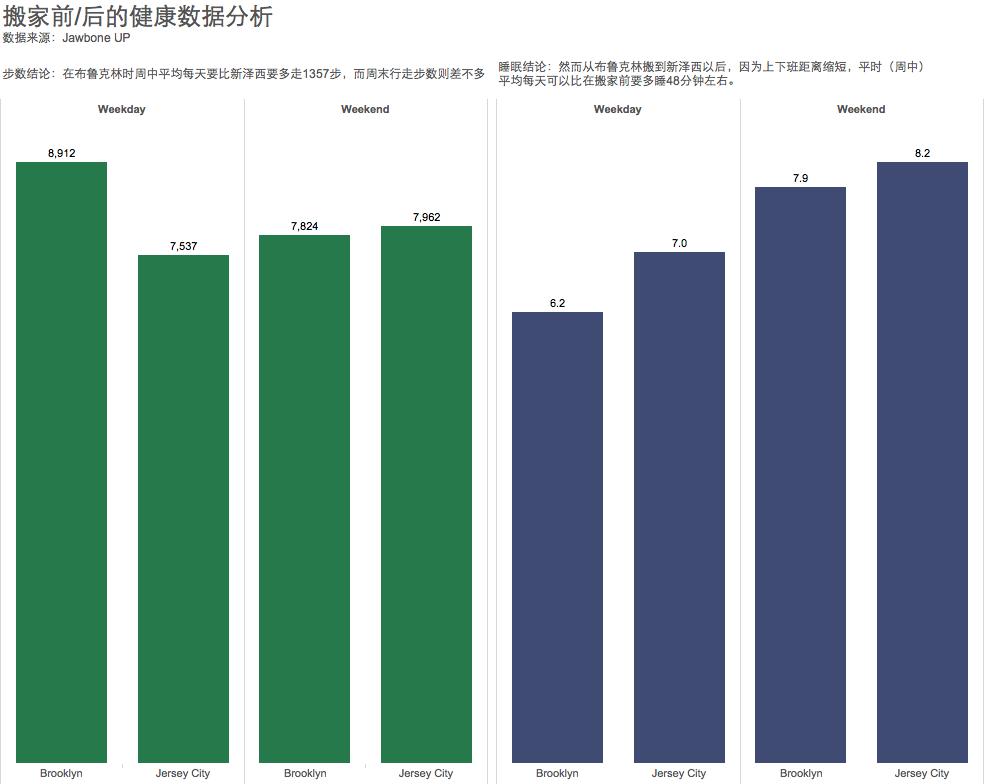 搬家前/后的健康数据分析
数据来源：Jawbone UP
步数结论：在布鲁克林时周中平均每天要比新泽西要多走1357步，而周末行走步数则差不多
睡眠结论：然而从布鲁克林搬到新泽西以后，因为上下班距离缩短，平时（周中）
平均每天可以比在搬家前要多睡48分钟左右。
Weekday
Weekend
8,912
7,537
7,824
7,962
Brooklyn
Jersey City
Brooklyn
Jersey City
Weekday
Weekend
6.2
7.0
7.9
8.2
Brooklyn
Jersey City
Brooklyn
Jersey City